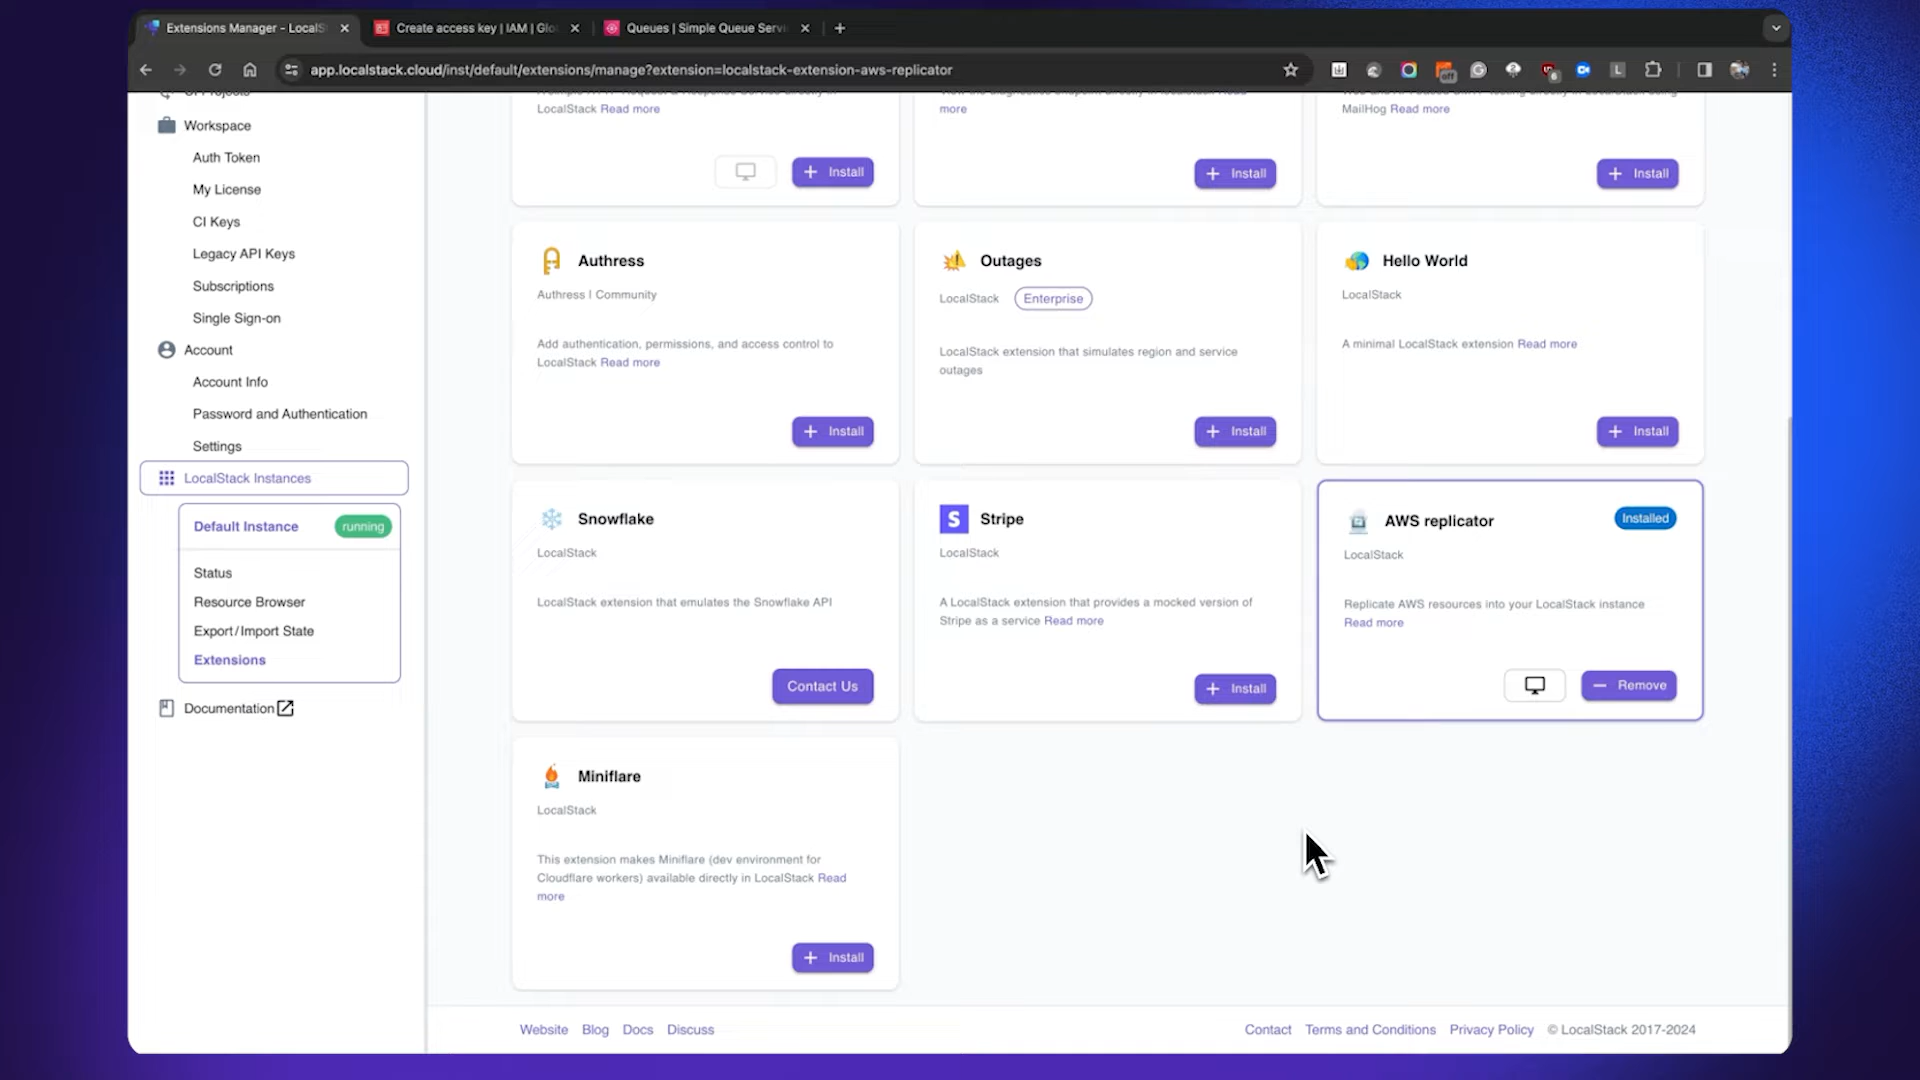 Extensions Manager - LocalS
Create access key | IAM | Glo
Queues | Simple Queue Servi
app.localstack.cloud/inst/default/extensions/manage?extension=localstack-extension-aws-replicator
off
6
L
Workspace
Auth Token
My License
CI Keys
Legacy API Keys
Subscriptions
Single Sign-on
Account
Account Info
Password and Authentication
Settings
LocalStack Instances
Default Instance
running
Status
Resource Browser
Export/Import State
Extensions
Documentation
LocalStack Read more
Install
more
Install
MailHog Read more
Install
Authress
Authress | Community
Add authentication, permissions, and access control to
LocalStack Read more
Install
Outages
LocalStack Enterprise
LocalStack extension that simulates region and service
outages
Install
Hello World
LocalStack
A minimal LocalStack extension Read more
Install
Snowflake
LocalStack
LocalStack extension that emulates the Snowflake API
Contact Us
S
Stripe
LocalStack
A LocalStack extension that provides a mocked version of
Stripe as a service Read more
Install
AWS replicator
Installed
LocalStack
Replicate AWS resources into your LocalStack instance
Read more
Remove
Miniflare
LocalStack
This extension makes Miniflare (dev environment for
Cloudflare workers) available directly in LocalStack Read
more
Install
Website Blog Docs Discuss
Contact Terms and Conditions Privacy Policy © LocalStack 2017-2024